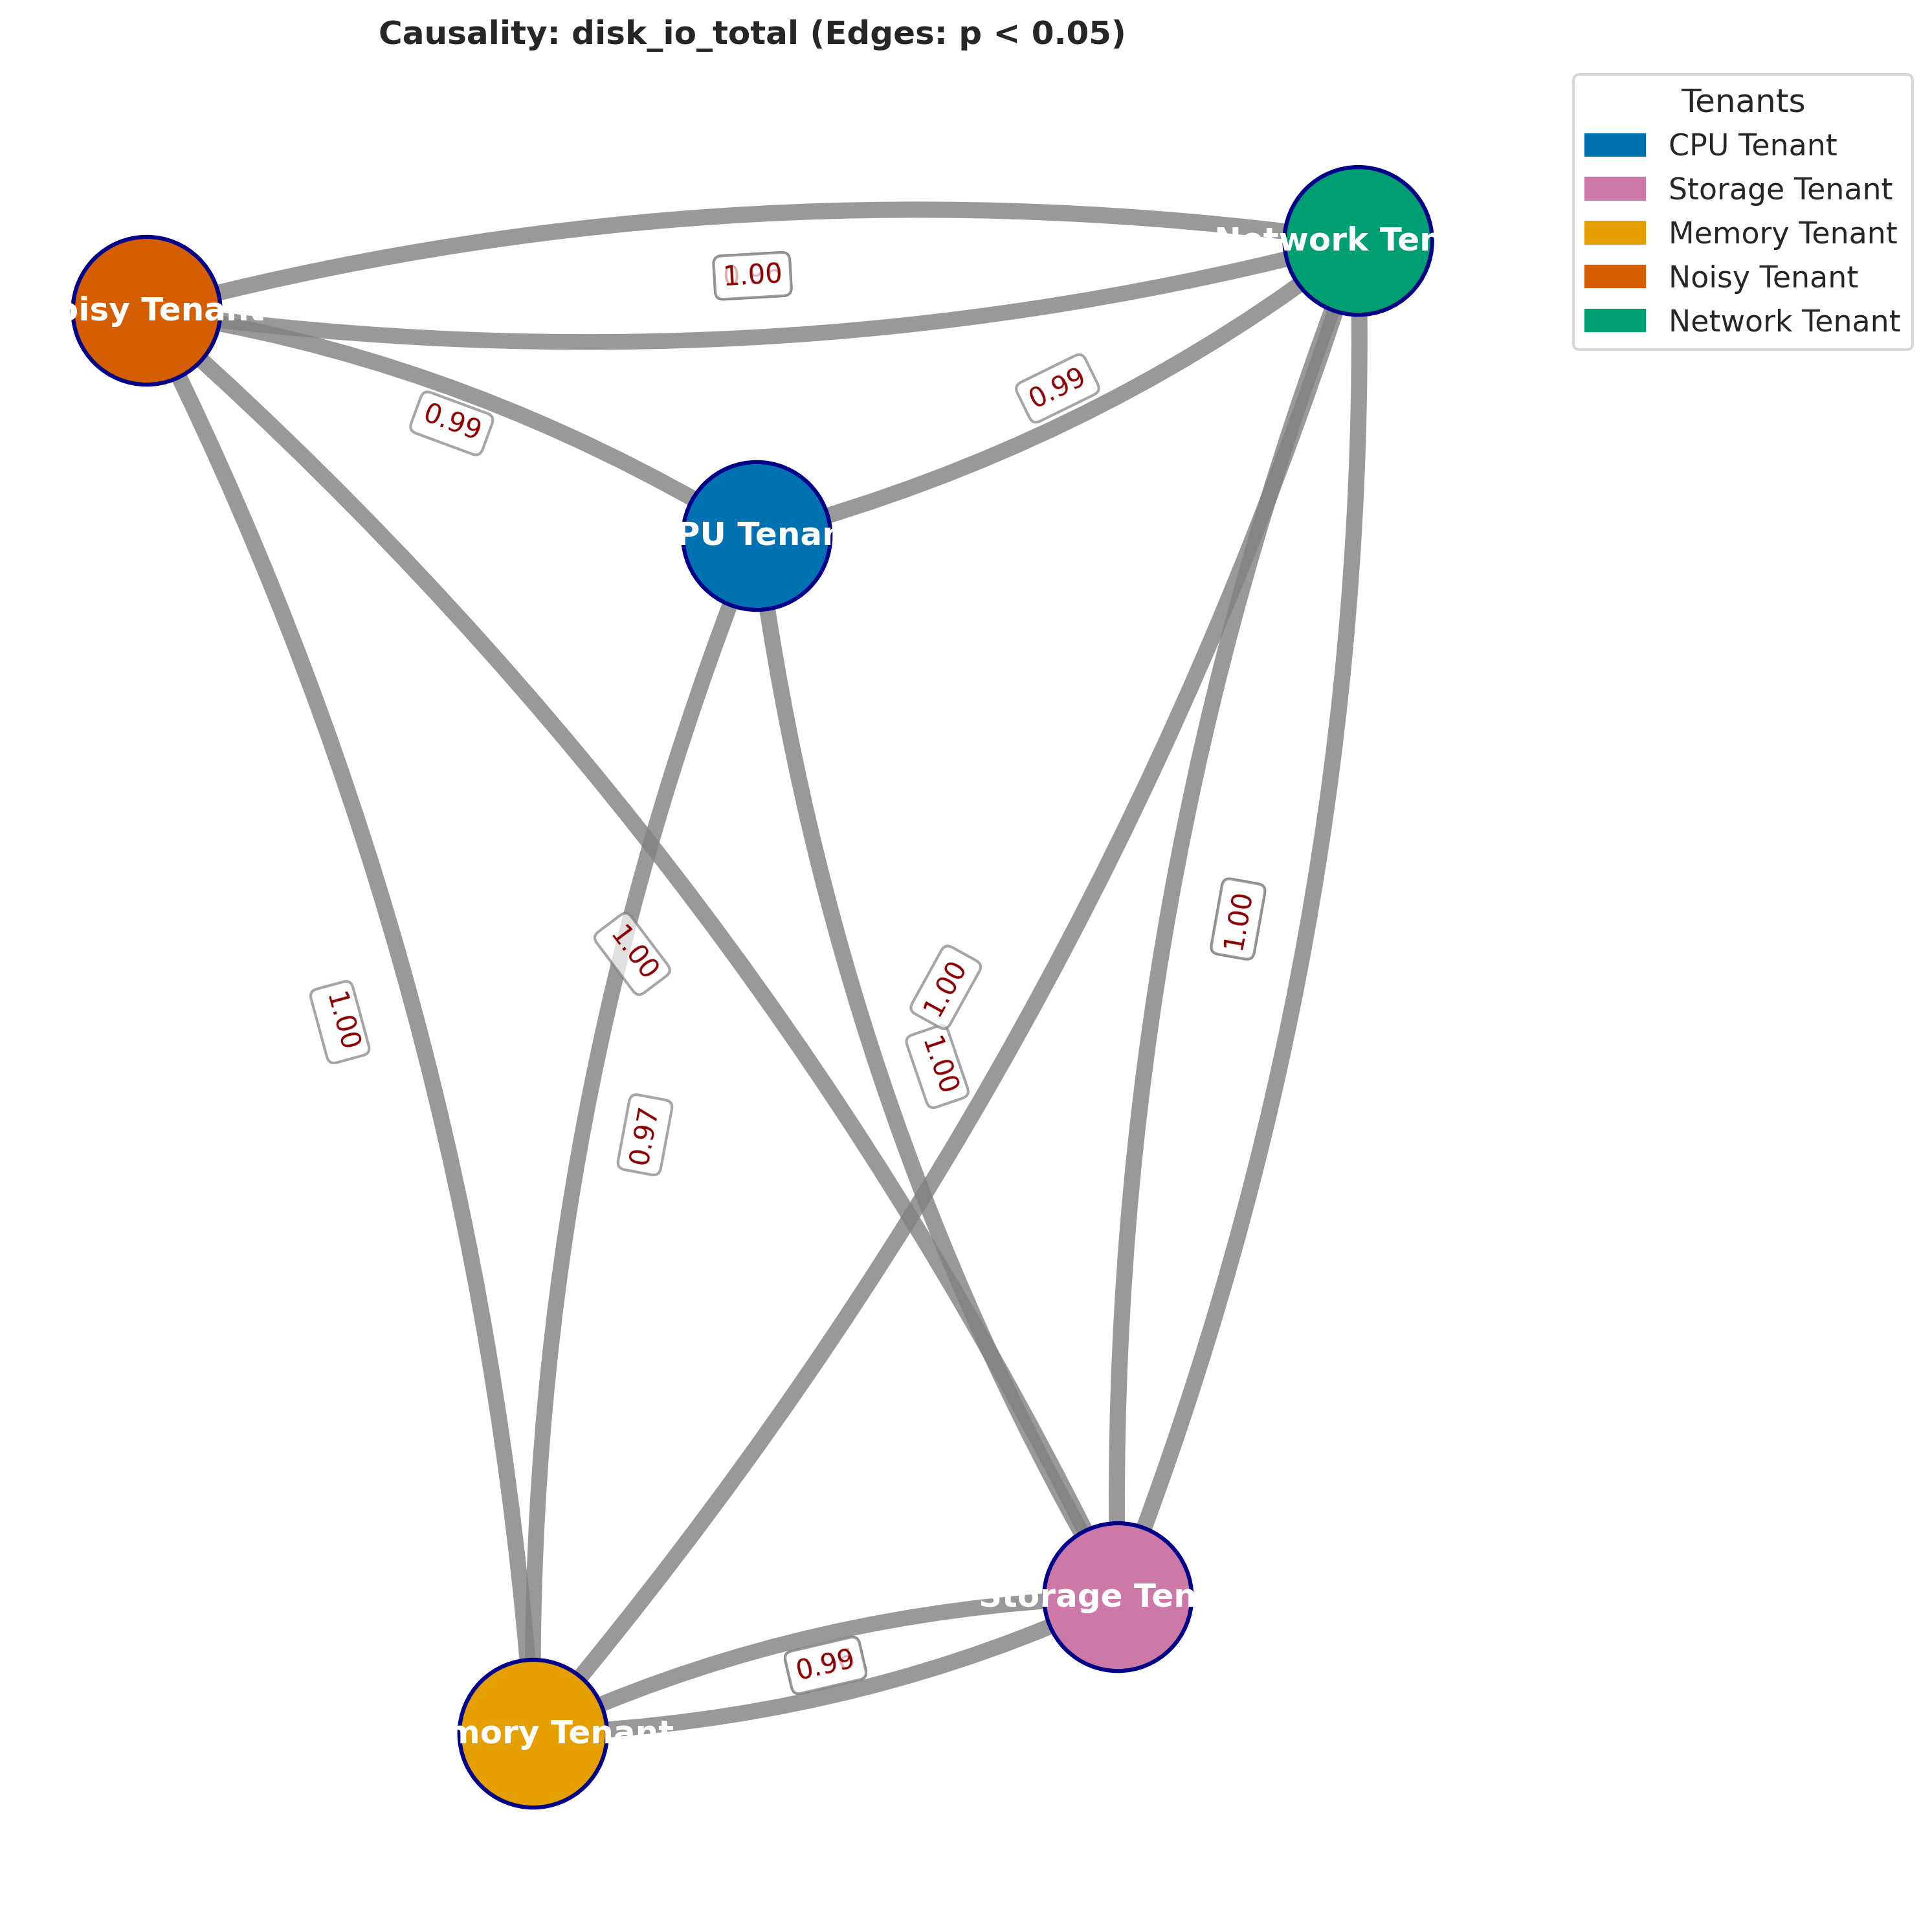 Causality: disk_io_total (Edges: p < 0.05)
Tenants
CPU Tenant
Storage Tenant
Memory Tenant
Noisy Tenant
Network Tenant
Network Ten
1.00
oisy Tenant
0.99
0.99
PU Tenan
1.00
1.00
1.00
1.00
1.00
0.97
Storage Ten
0.99
mory Tenant